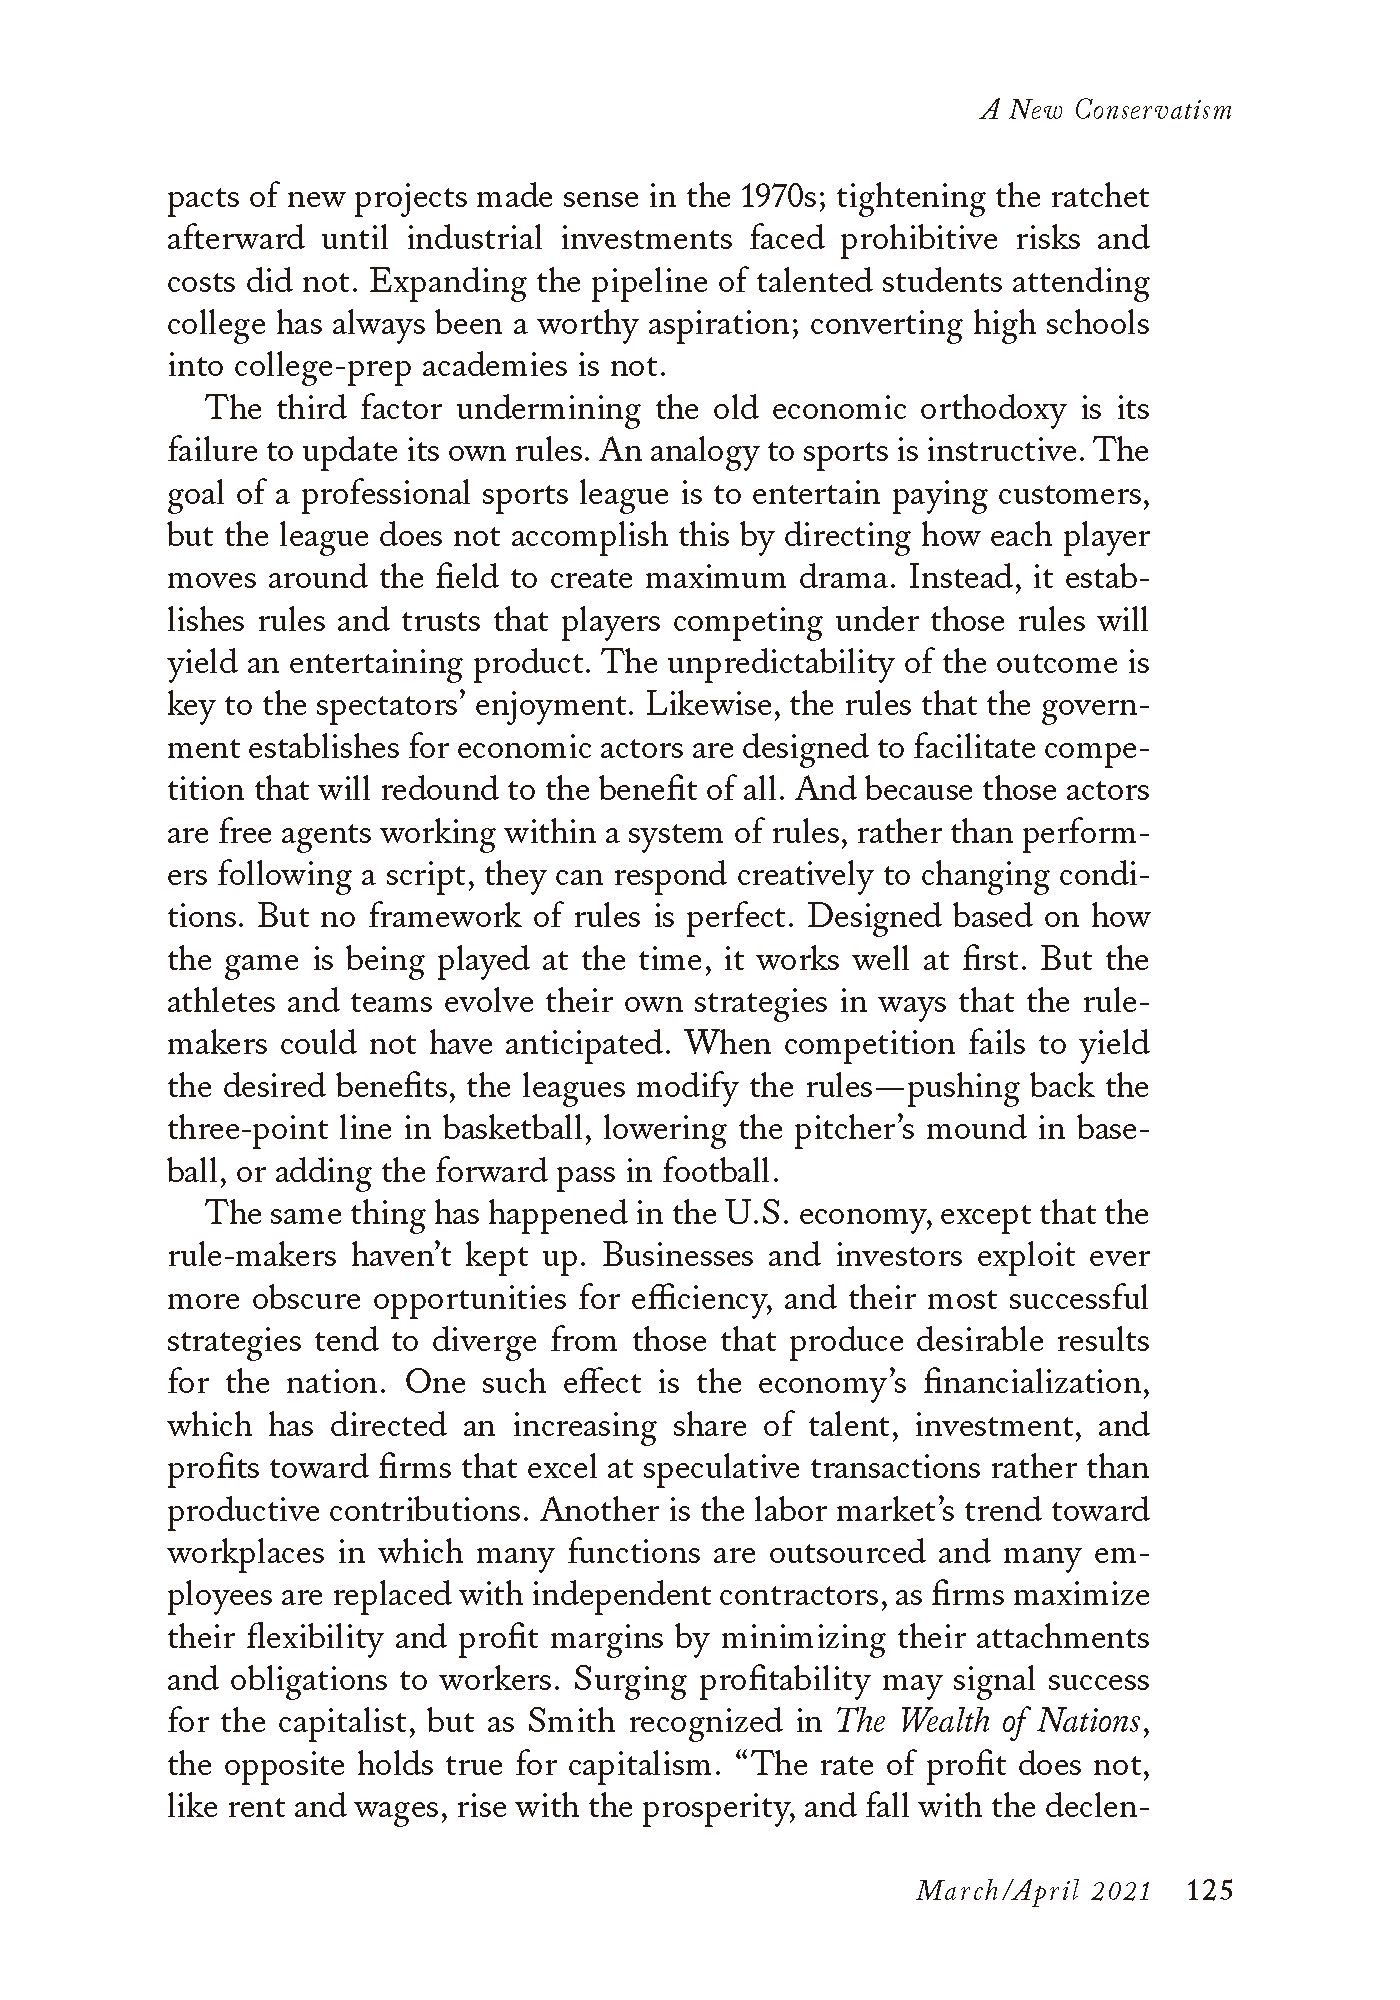 A New Conservatism
pacts of new projects made sense in the 1970s; tightening the ratchet
afterward until industrial investments faced prohibitive risks and
costs did not. Expanding the pipeline of talented students attending
college has always been a worthy aspiration; converting high schools
into college-prep academies is not.
The third factor undermining the old economic orthodoxy is its
failure to update its own rules. An analogy to sports is instructive. The
goal of a professional sports league is to entertain paying customers,
but the league does not accomplish this by directing how each player
moves around the field to create maximum drama. Instead, it estab-
lishes rules and trusts that players competing under those rules will
yield an entertaining product. The unpredictability of the outcome is
key to the spectators’ enjoyment. Likewise, the rules that the govern-
ment establishes for economic actors are designed to facilitate compe-
tition that will redound to the benefit of all. And because those actors
are free agents working within a system of rules, rather than perform-
ers following a script, they can respond creatively to changing condi-
tions. But no framework of rules is perfect. Designed based on how
the game is being played at the time, it works well at first. But the
athletes and teams evolve their own strategies in ways that the rule-
makers could not have anticipated. When competition fails to yield
the desired benefits, the leagues modify the rules—pushing back the
three-point line in basketball, lowering the pitcher’s mound in base-
ball, or adding the forward pass in football.
The same thing has happened in the U.S. economy, except that the
rule-makers haven’t kept up. Businesses and investors exploit ever
more obscure opportunities for efficiency, and their most successful
strategies tend to diverge from those that produce desirable results
for the nation. One such effect is the economy’s financialization,
which has directed an increasing share of talent, investment, and
profits toward firms that excel at speculative transactions rather than
productive contributions. Another is the labor market’s trend toward
workplaces in which many functions are outsourced and many em-
ployees are replaced with independent contractors, as firms maximize
their flexibility and profit margins by minimizing their attachments
and obligations to workers. Surging profitability may signal success
for the capitalist, but as Smith recognized in The Wealth of Nations,
the opposite holds true for capitalism. “The rate of profit does not,
like rent and wages, rise with the prosperity, and fall with the declen-
March/April 2021 125